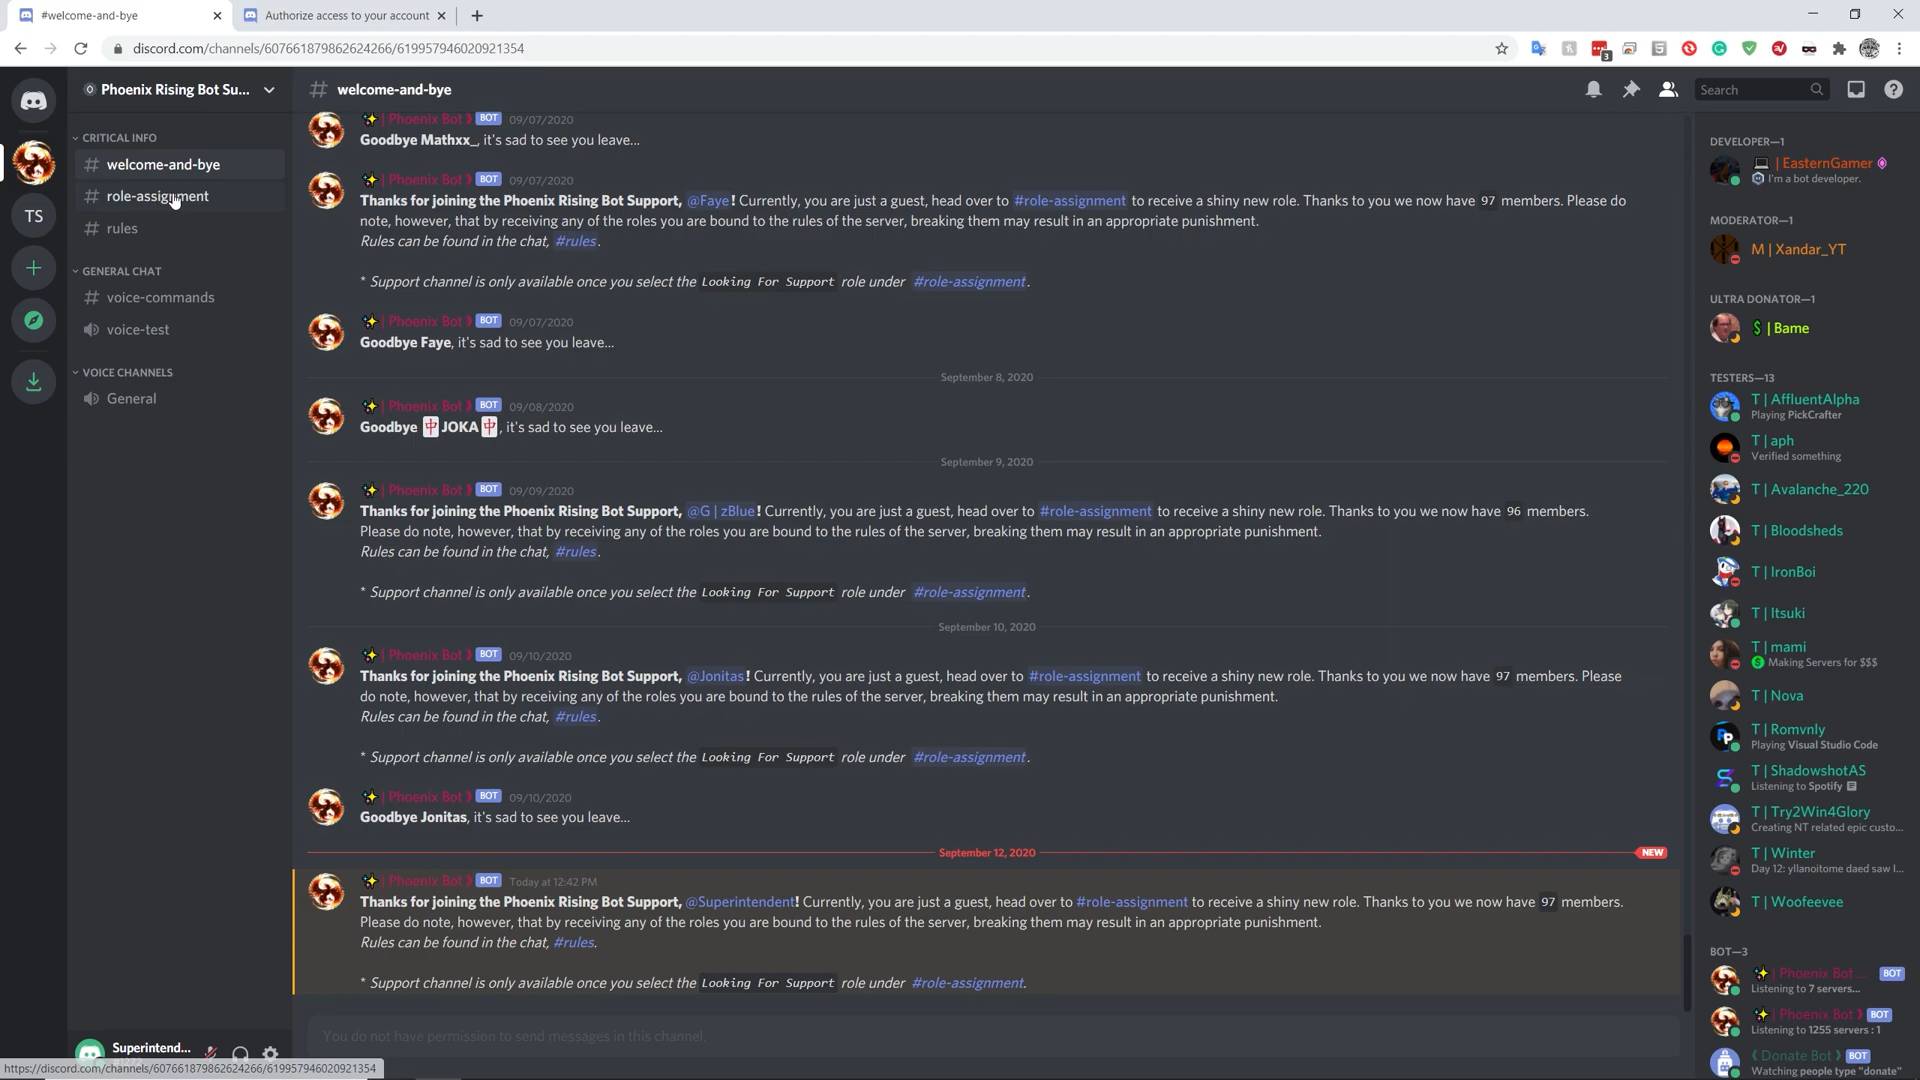 #welcome-and-bye
Authorize access to your account
discord.com/channels/607661879862624266/619957946020921354
3
Phoenix Rising Bot Su...
welcome-and-bye
Search
CRITICAL INFO
welcome-and-bye
role-assignment
rules
TS
GENERAL CHAT
voice-commands
voice-test
VOICE CHANNELS
General
| Phoenix Bot BOT 09/07/2020
Goodbye Mathxx_, it's sad to see you leave...
| Phoenix Bot BOT 09/07/2020
Thanks for joining the Phoenix Rising Bot Support, @Faye! Currently, you are just a guest, head over to #role-assignment to receive a shiny new role. Thanks to you we now have 97 members. Please do
note, however, that by receiving any of the roles you are bound to the rules of the server, breaking them may result in an appropriate punishment.
Rules can be found in the chat, #rules.
* Support channel is only available once you select the Looking For Support role under #role-assignment.
| Phoenix Bot BOT 09/07/2020
Goodbye Faye, it's sad to see you leave...
September 8, 2020
| Phoenix Bot BOT 09/08/2020
Goodbye 🀄 JOKA 🀄, it's sad to see you leave...
September 9, 2020
| Phoenix Bot BOT 09/09/2020
Thanks for joining the Phoenix Rising Bot Support, @G | zBlue! Currently, you are just a guest, head over to #role-assignment to receive a shiny new role. Thanks to you we now have 96 members.
Please do note, however, that by receiving any of the roles you are bound to the rules of the server, breaking them may result in an appropriate punishment.
Rules can be found in the chat, #rules.
* Support channel is only available once you select the Looking For Support role under #role-assignment.
September 10, 2020
| Phoenix Bot BOT 09/10/2020
Thanks for joining the Phoenix Rising Bot Support, @Jonitas! Currently, you are just a guest, head over to #role-assignment to receive a shiny new role. Thanks to you we now have 97 members. Please
do note, however, that by receiving any of the roles you are bound to the rules of the server, breaking them may result in an appropriate punishment.
Rules can be found in the chat, #rules.
* Support channel is only available once you select the Looking For Support role under #role-assignment.
| Phoenix Bot BOT 09/10/2020
Goodbye Jonitas, it's sad to see you leave...
September 12, 2020 NEW
| Phoenix Bot BOT Today at 12:42 PM
Thanks for joining the Phoenix Rising Bot Support, @Superintendent! Currently, you are just a guest, head over to #role-assignment to receive a shiny new role. Thanks to you we now have 97 members.
Please do note, however, that by receiving any of the roles you are bound to the rules of the server, breaking them may result in an appropriate punishment.
Rules can be found in the chat, #rules.
* Support channel is only available once you select the Looking For Support role under #role-assignment.
You do not have permission to send messages in this channel.
DEVELOPER—1
| EasternGamer
I'm a bot developer.
MODERATOR—1
M | Xandar_YT
ULTRA DONATOR—1
$ | Bame
TESTERS—13
T | AffluentAlpha
Playing PickCrafter
T | aph
Verified something
T | Avalanche_220
T | Bloodsheds
T | IronBoi
T | Itsuki
T | mami
Making Servers for $$$
T | Nova
T | Romvnly
Playing Visual Studio Code
T | ShadowshotAS
Listening to Spotify
T | Try2Win4Glory
Creating NT related epic custo...
T | Winter
Day 12: yllanoitome daed saw I...
T | Woofeevee
BOT—3
| Phoenix Bot ... BOT
Listening to 7 servers...
| Phoenix Bot BOT
Listening to 1255 servers : 1
Donate Bot BOT
Watching people type "donate"
Superintend...
https://discord.com/channels/607661879862624266/619957946020921354